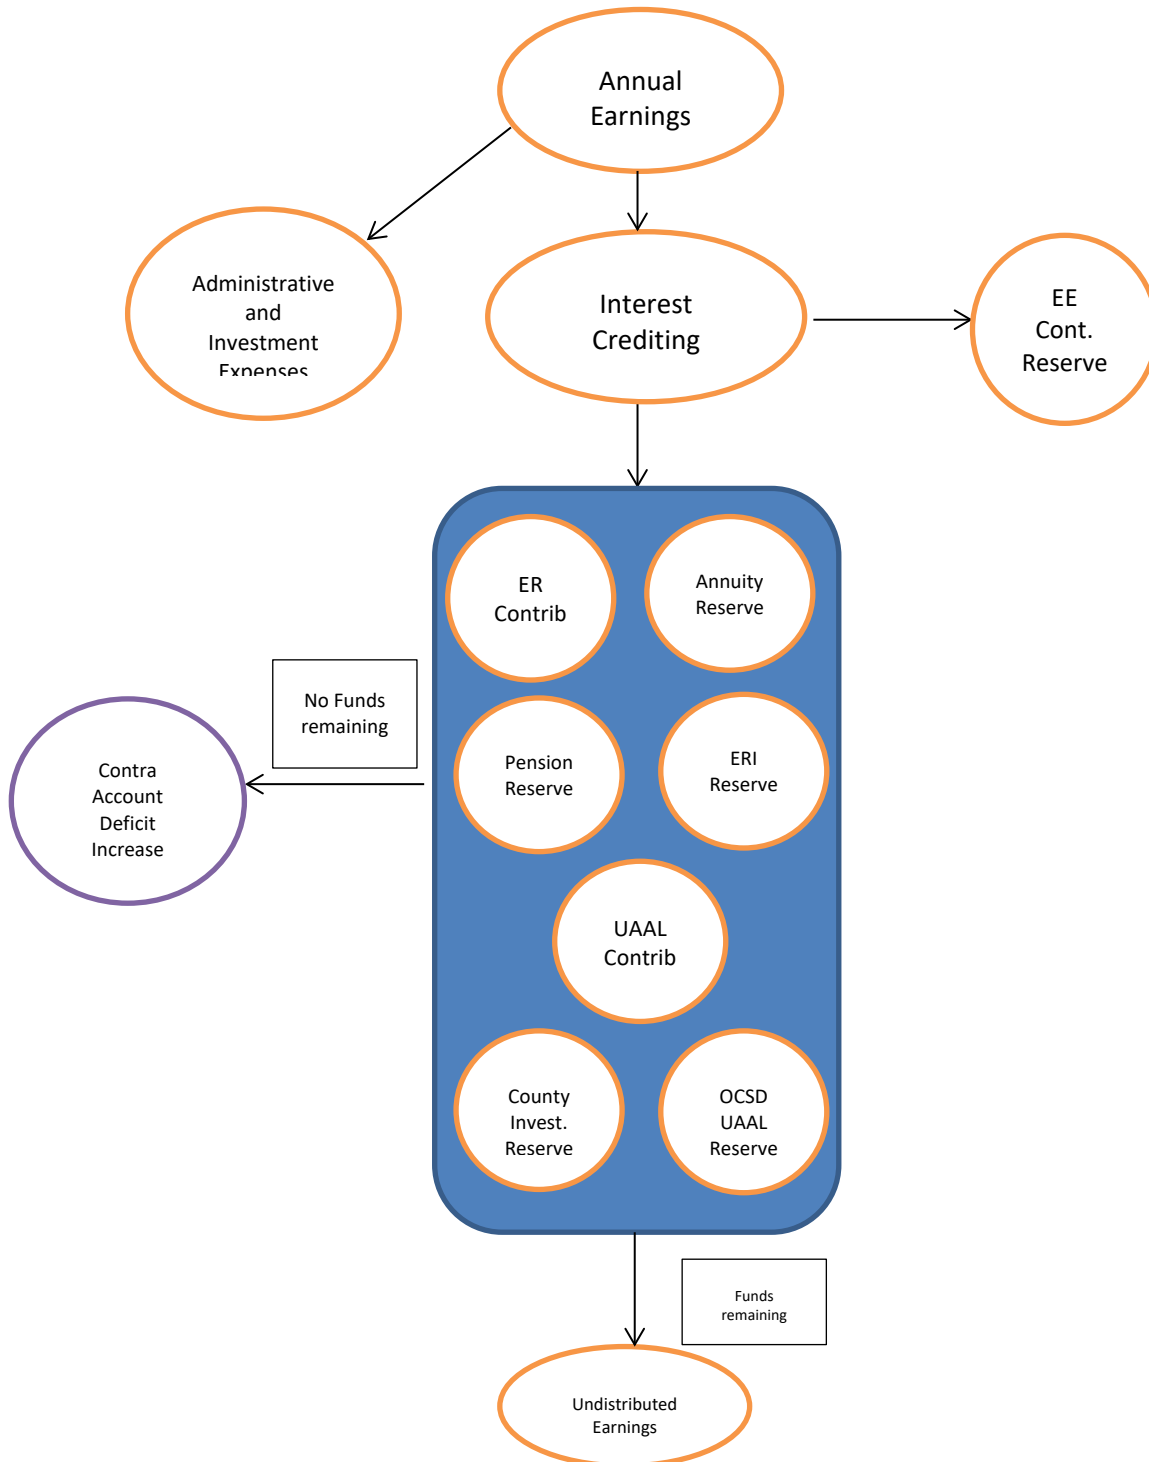 Annual
Earnings
Administrative
and
Investment
Expenses
Interest
Crediting
EE
Cont.
Reserve
ER
Contrib
Annuity
Reserve
No Funds
remaining
Pension
Reserve
ERI
Reserve
Contra
Account
Deficit
Increase
UAAL
Contrib
County
Invest.
Reserve
OCSD
UAAL
Reserve
Funds
remaining
Undistributed
Earnings